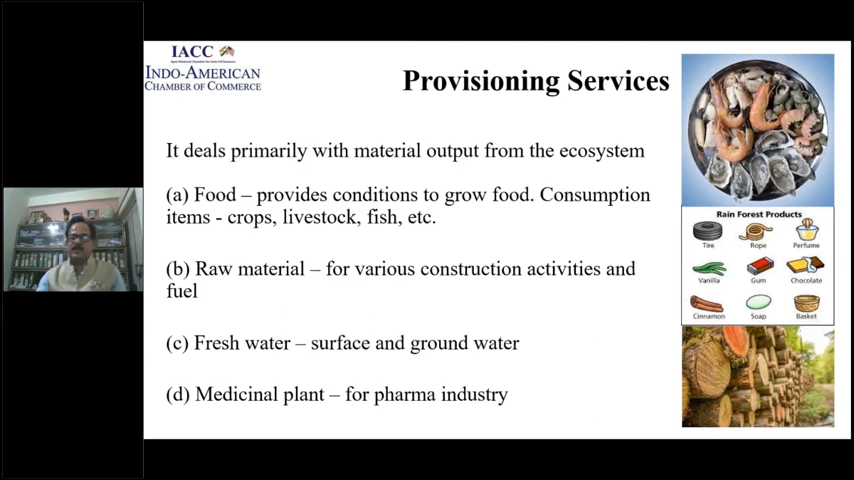 IACC
INDO-AMERICAN
CHAMBER OF COMMERCE
Provisioning Services
It deals primarily with material output from the ecosystem
(a) Food – provides conditions to grow food. Consumption
items - crops, livestock, fish, etc.
(b) Raw material – for various construction activities and
fuel
(c) Fresh water – surface and ground water
(d) Medicinal plant – for pharma industry
Rain Forest Products
Tire Rope Perfume
Vanilla Gum Chocolate
Cinnamon Soap Basket